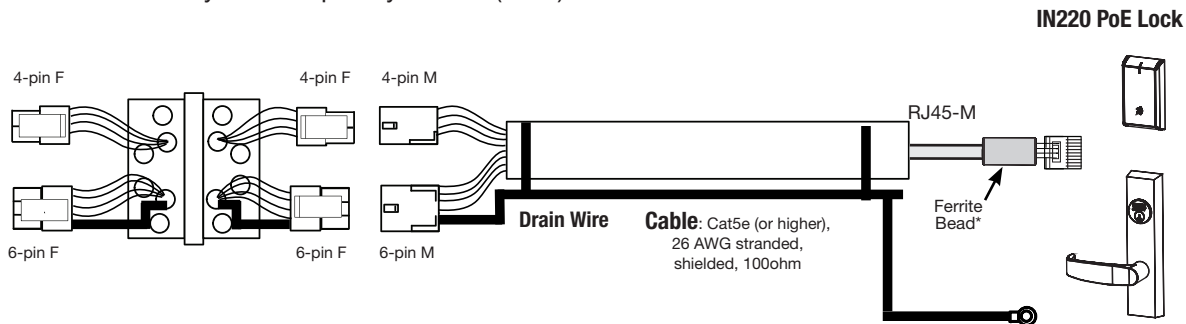 IN220 PoE Lock
4-pin F
4-pin F
4-pin M
RJ45-M
Drain Wire
Cable: Cat5e (or higher),
26 AWG stranded,
shielded, 100ohm
Ferrite
Bead*
6-pin F
6-pin F
6-pin M